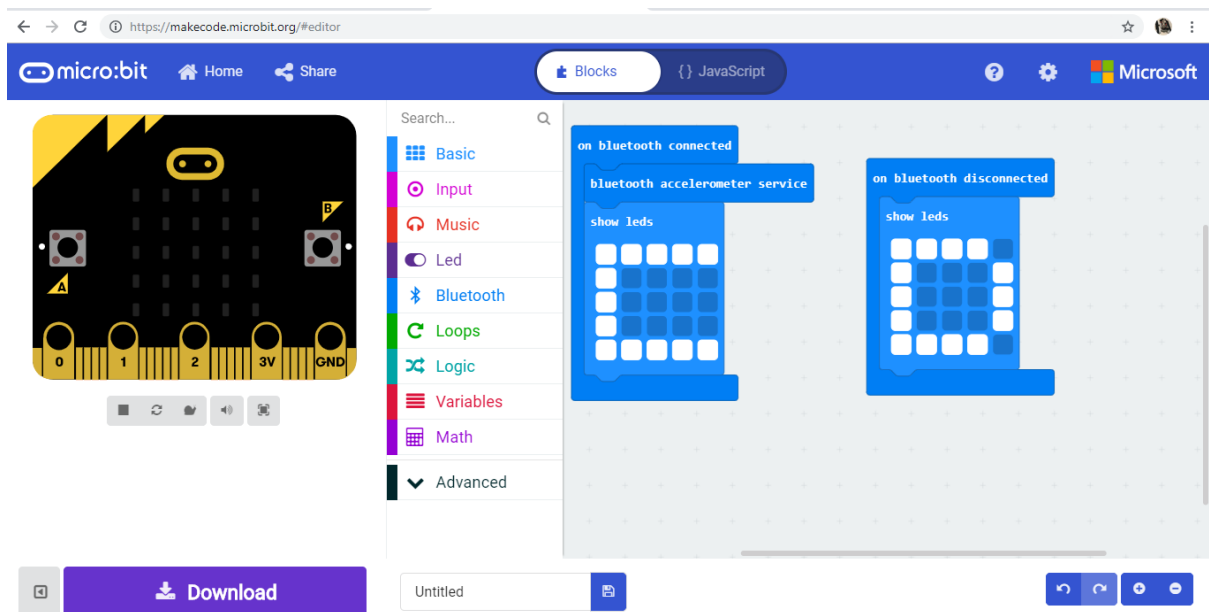 https://makecode.microbit.org/#editor
micro:bit Home Share Blocks {} JavaScript ? Microsoft
Search...
Basic
Input
Music
Led
Bluetooth
Loops
Logic
Variables
Math
Advanced
B
A
0 1 2 3V GND
on bluetooth connected
bluetooth accelerometer service
show leds
on bluetooth disconnected
show leds
Download
Untitled